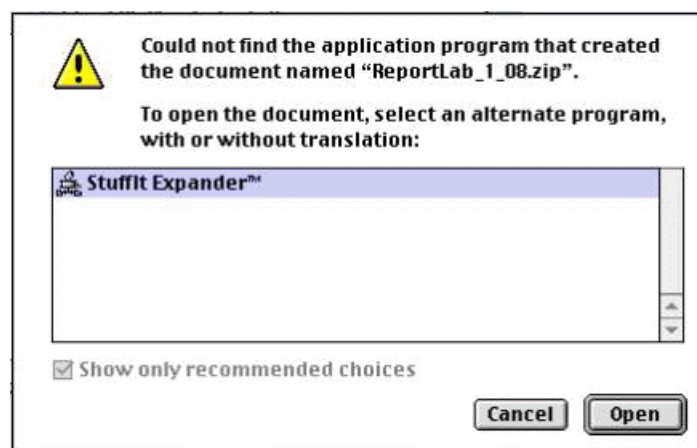 Could not find the application program that created
the document named “ReportLab_1_08.zip”.
To open the document, select an alternate program,
with or without translation:
StuffIt Expander™
Show only recommended choices
Cancel
Open